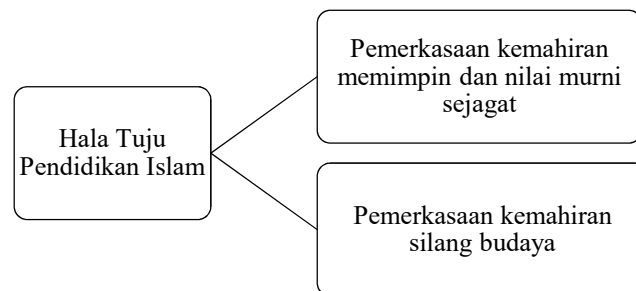 Hala Tuju
Pendidikan Islam
Pemerkasaan kemahiran
memimpin dan nilai murni
sejagat
Pemerkasaan kemahiran
silang budaya